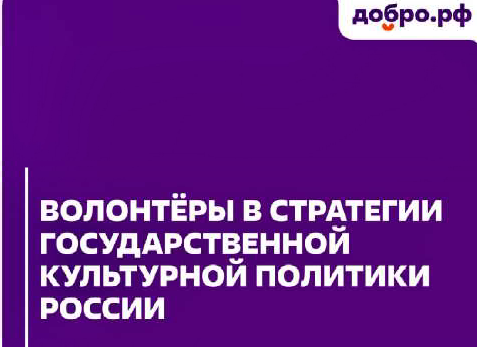 добро.рф
ВОЛОНТЁРЫ В СТРАТЕГИИ
ГОСУДАРСТВЕННОЙ
КУЛЬТУРНОЙ ПОЛИТИКИ
РОССИИ